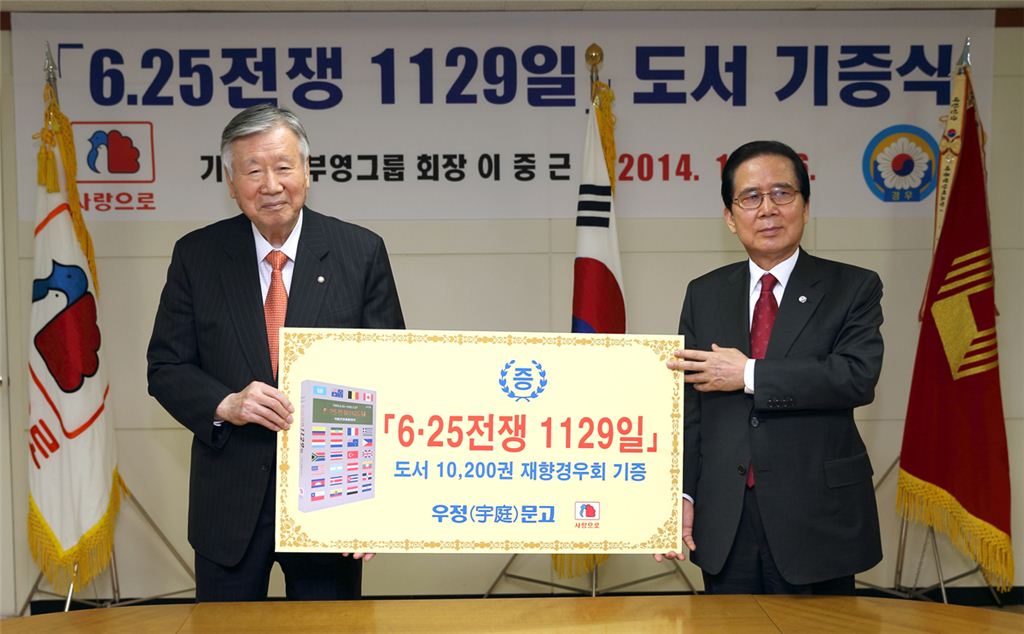 「6.25전쟁 1129일 도서 기증식
사랑으로
부영그룹 회장 이 중 근
2014.
경우
증
「6·25전쟁 1129일」
도서 10,200권 재향경우회 기증
우정(宇庭)문고
사랑으로